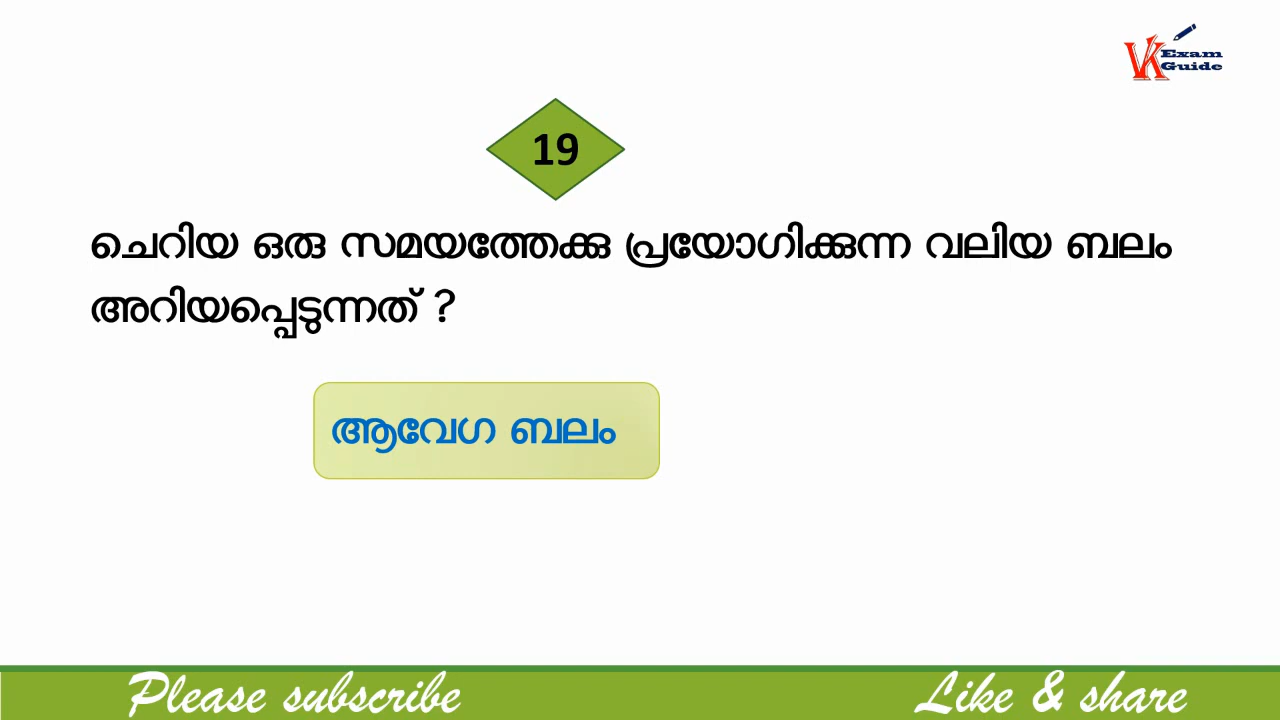 VK Exam Guide
19
ചെറിയ ഒരു സമയത്തേക്കു പ്രയോഗിക്കുന്ന വലിയ ബലം
അറിയപ്പെടുന്നത് ?
ആവേഗ ബലം
Please subscribe
Like & share